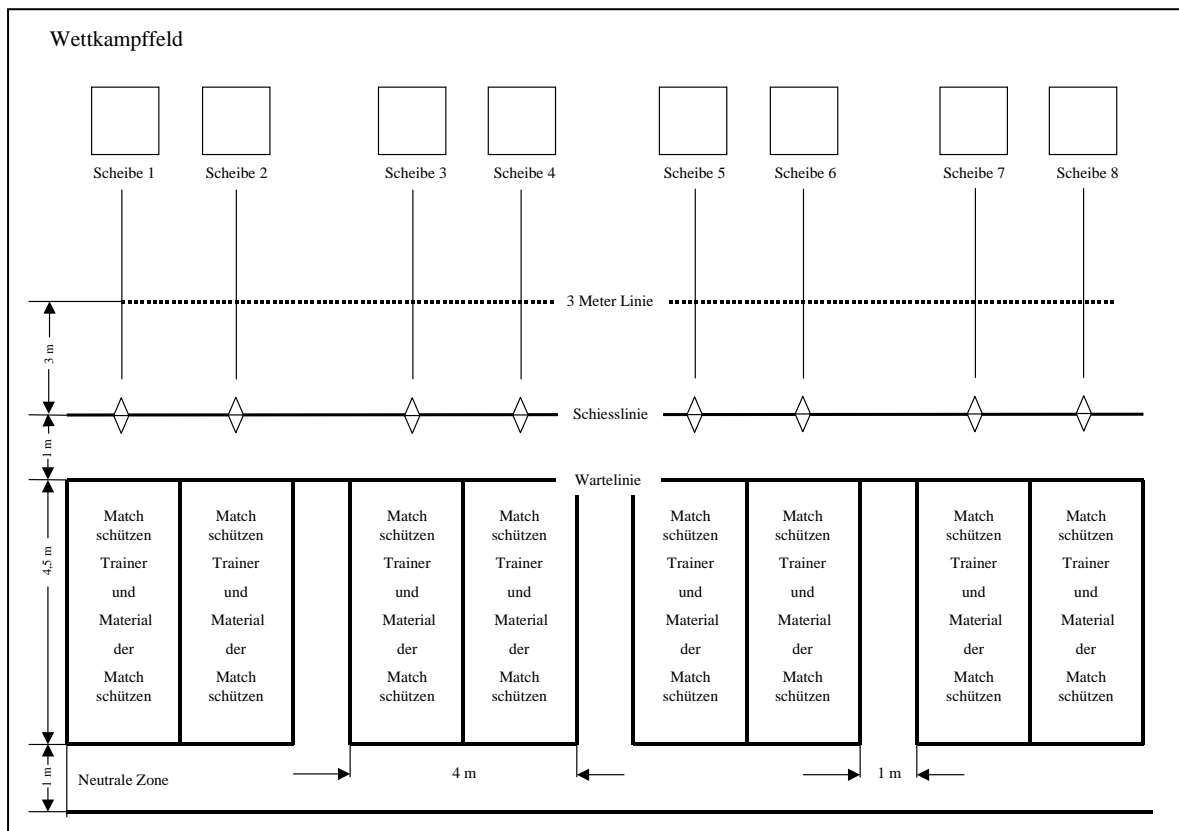 Wettkampffeld
Scheibe 1
Scheibe 2
Scheibe 3
Scheibe 4
Scheibe 5
Scheibe 6
Scheibe 7
Scheibe 8
3 Meter Linie
3 m
Schiesslinie
1 m
Wartelinie
4,5 m
Match
schützen
Trainer
und
Material
der
Match
schützen
Match
schützen
Trainer
und
Material
der
Match
schützen
Match
schützen
Trainer
und
Material
der
Match
schützen
Match
schützen
Trainer
und
Material
der
Match
schützen
Match
schützen
Trainer
und
Material
der
Match
schützen
Match
schützen
Trainer
und
Material
der
Match
schützen
Match
schützen
Trainer
und
Material
der
Match
schützen
Match
schützen
Trainer
und
Material
der
Match
schützen
1 m
Neutrale Zone
4 m
1 m